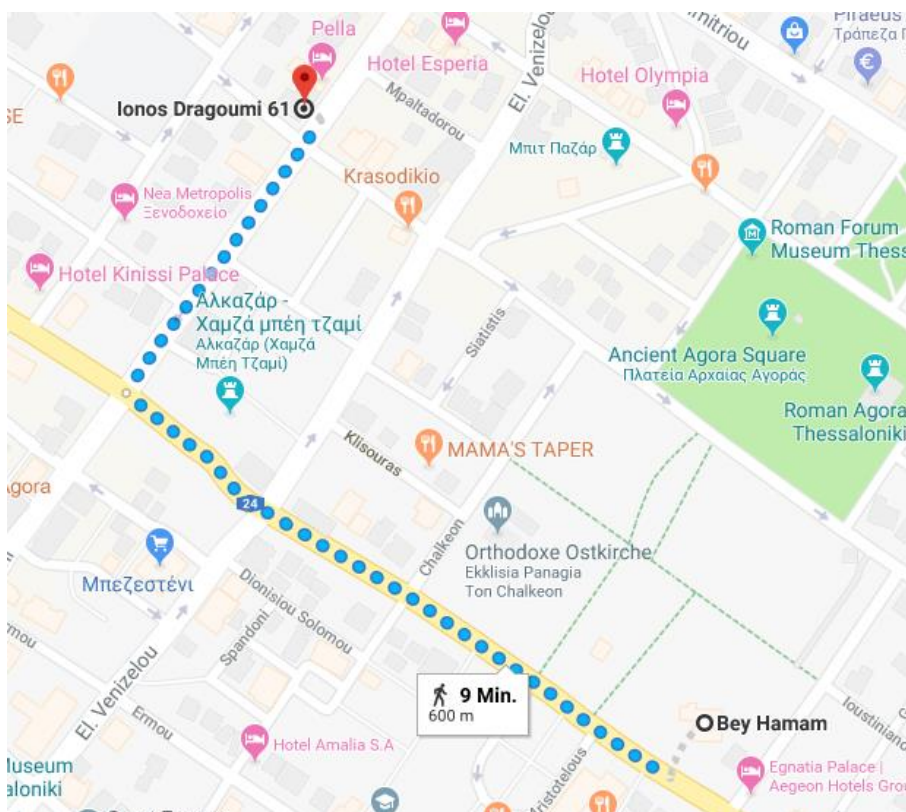 Pella
Hotel Esperia
Ionos Dragoumi 61
Mpaltadorou
El. Venizelou
Hotel Olympia
Dimitriou
Piraeus
Τράπεζα Π
€
SE
Μπιτ Παζάρ
Krasodikio
Nea Metropolis
Ξενοδοχείο
Hotel Kinissi Palace
Roman Forum
Museum Thess
Αλκαζάρ -
Χαμζά μπέη τζαμί
Αλκαζάρ (Χαμζά
Μπέη Τζαμί)
Siatistis
Ancient Agora Square
Πλατεία Αρχαίας Αγοράς
Roman Agora
Thessaloniki
Klisouras
MAMA'S TAPER
Agora
24
Chalkeon
Orthodoxe Ostkirche
Ekklisia Panagia
Ton Chalkeon
Μπεζεστένι
Dionisiou Solomou
Spandoni
El. Venizelou
Ermou
9 Min.
600 m
Bey Hamam
Ioustiniano
Hotel Amalia S.A
Aristotelous
Egnatia Palace |
Aegeon Hotels Grou
Museum
aloniki